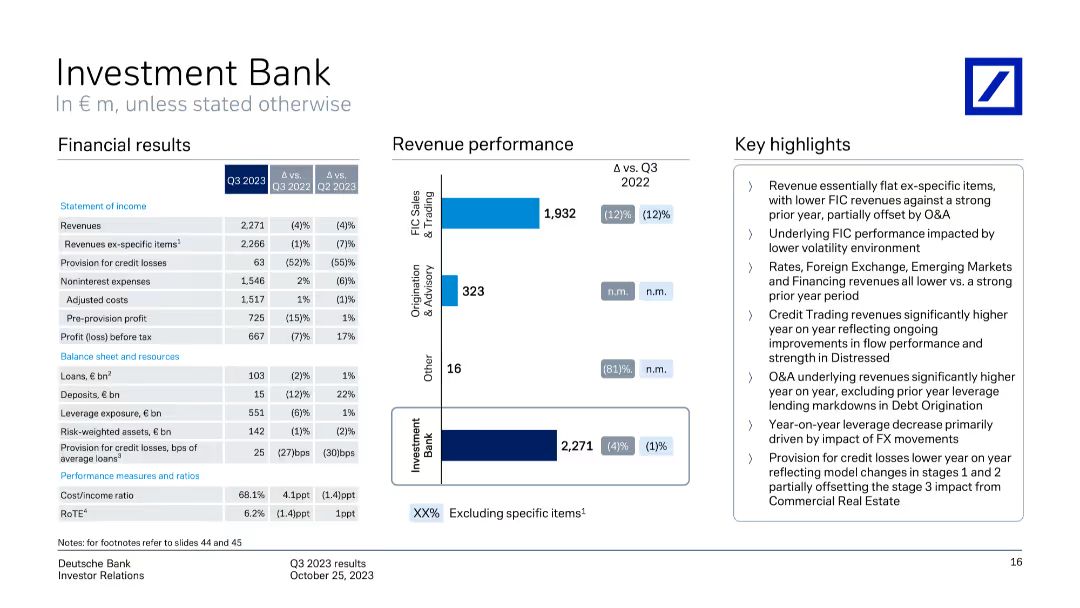 Investment Bank
In € m, unless stated otherwise
Financial results
Q3 2023 Δ vs. Q3 2022 Δ vs. Q2 2023
Statement of income
Revenues 2,271 (4)% (4)%
Revenues ex-specific items1 2,266 (1)% (7)%
Provision for credit losses 63 (52)% (55)%
Noninterest expenses 1,546 2% (6)%
Adjusted costs 1,517 1% (1)%
Pre-provision profit 725 (15)% 1%
Profit (loss) before tax 667 (7)% 17%
Balance sheet and resources
Loans, € bn2 103 (2)% 1%
Deposits, € bn 15 (12)% 22%
Leverage exposure, € bn 551 (6)% 1%
Risk-weighted assets, € bn 142 (1)% (2)%
Provision for credit losses, bps of
average loans3 25 (27)bps (30)bps
Performance measures and ratios
Cost/income ratio 68.1% 4.1ppt (1.4)ppt
RoTE4 6.2% (1.4)ppt 1ppt
Revenue performance
Δ vs. Q3
2022
FIC Sales
& Trading
1,932 (12)% (12)%
Origination
& Advisory
323 n.m. n.m.
Other
16 (81)%. n.m.
Investment
Bank
2,271 (4)% (1)%
XX% Excluding specific items1
Key highlights
〉 Revenue essentially flat ex-specific items,
with lower FIC revenues against a strong
prior year, partially offset by O&A
〉 Underlying FIC performance impacted by
lower volatility environment
〉 Rates, Foreign Exchange, Emerging Markets
and Financing revenues all lower vs. a strong
prior year period
〉 Credit Trading revenues significantly higher
year on year reflecting ongoing
improvements in flow performance and
strength in Distressed
〉 O&A underlying revenues significantly higher
year on year, excluding prior year leverage
lending markdowns in Debt Origination
〉 Year-on-year leverage decrease primarily
driven by impact of FX movements
〉 Provision for credit losses lower year on year
reflecting model changes in stages 1 and 2
partially offsetting the stage 3 impact from
Commercial Real Estate
Notes: for footnotes refer to slides 44 and 45
Deutsche Bank
Investor Relations
Q3 2023 results
October 25, 2023
16